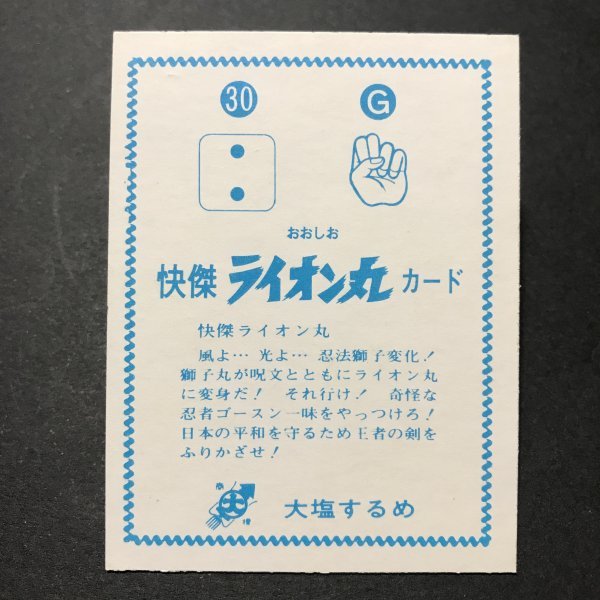 30 G
おおしお
快傑 ライオン丸 カード
快傑ライオン丸
風よ… 光よ… 忍法獅子変化!
獅子丸が呪文とともにライオン丸
に変身だ! それ行け! 奇怪な
忍者ゴースン一味をやっつけろ!
日本の平和を守るため王者の剣を
ふりかざせ!
大塩するめ